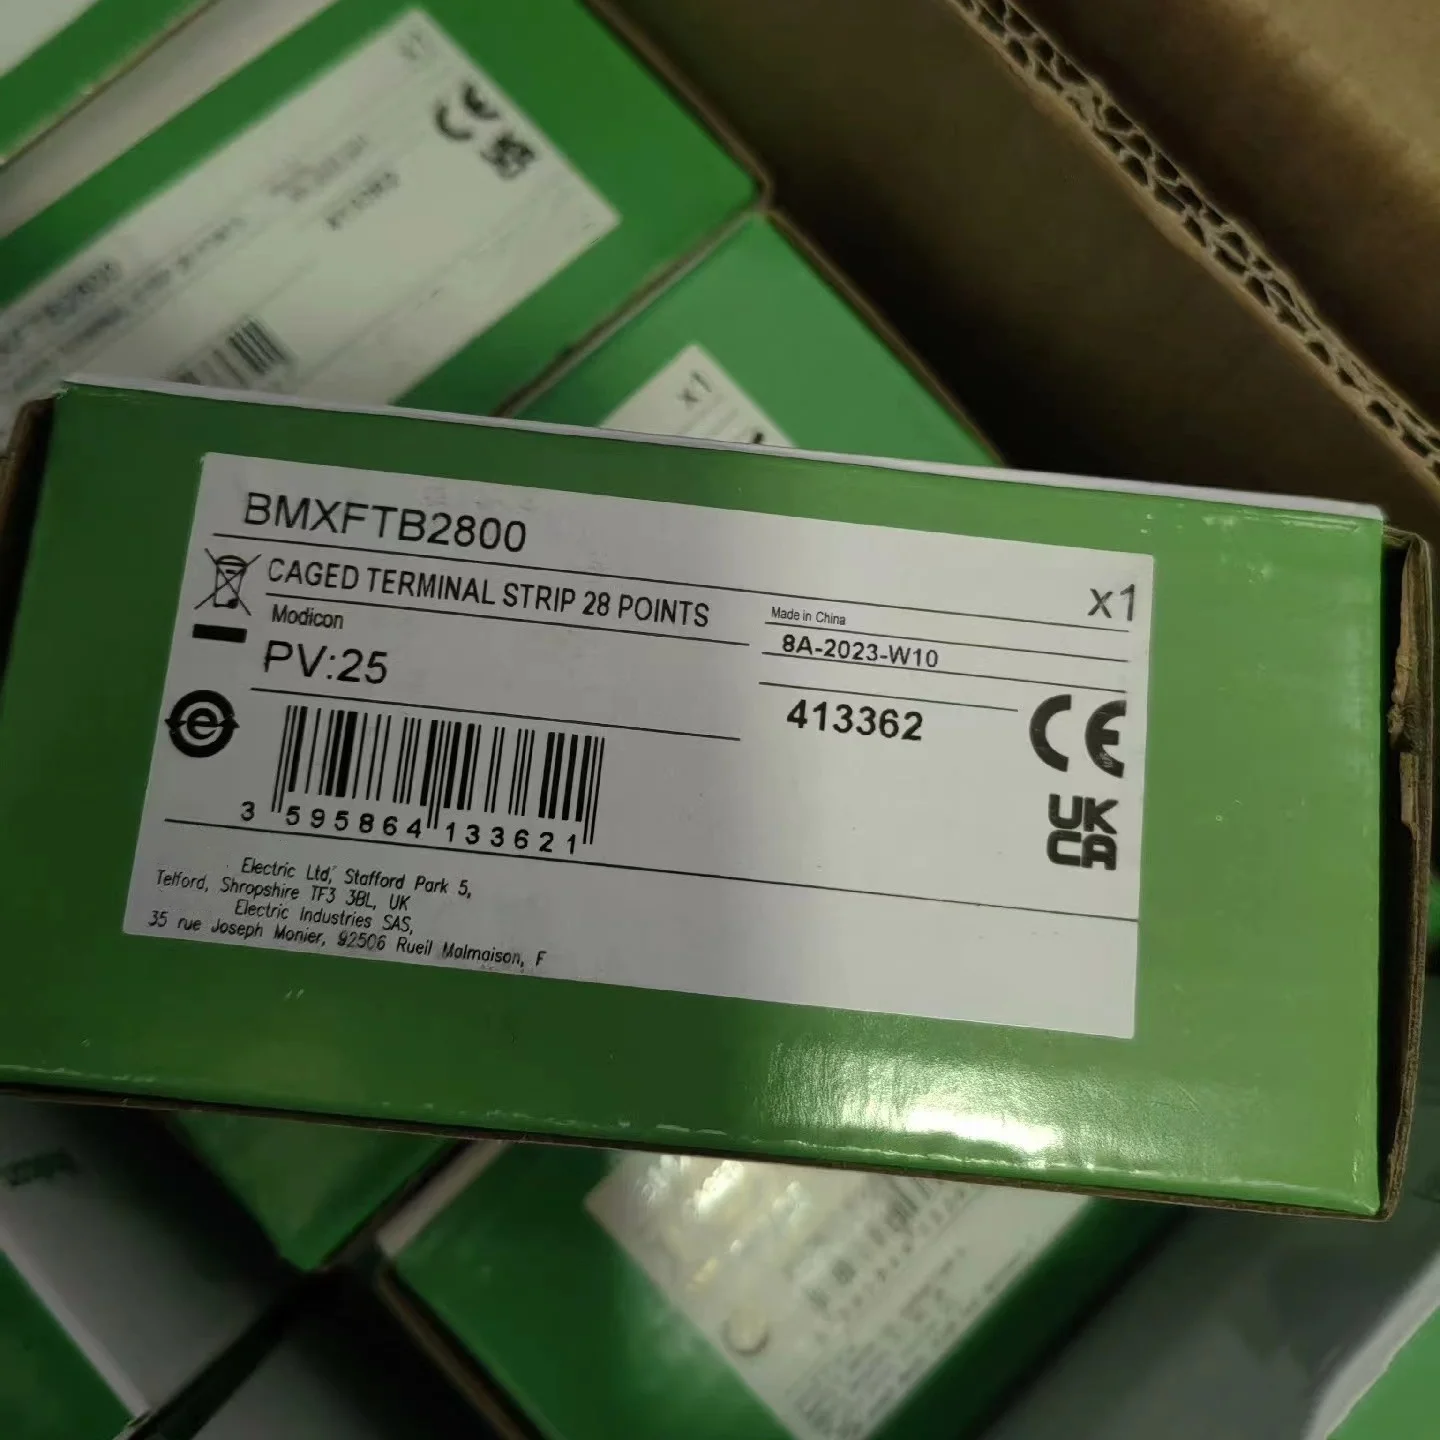 BMXFTB2800
x1
CAGED TERMINAL STRIP 28 POINTS
Modicon
PV:25
Made in China
8A-2023-W10
413362
CE
UK
CA
3 595864 133621
Electric Ltd, Stafford Park 5,
Telford, Shropshire TF3 3BL, UK
Electric Industries SAS,
35 rue Joseph Monier, 92506 Rueil Malmaison, F
x1